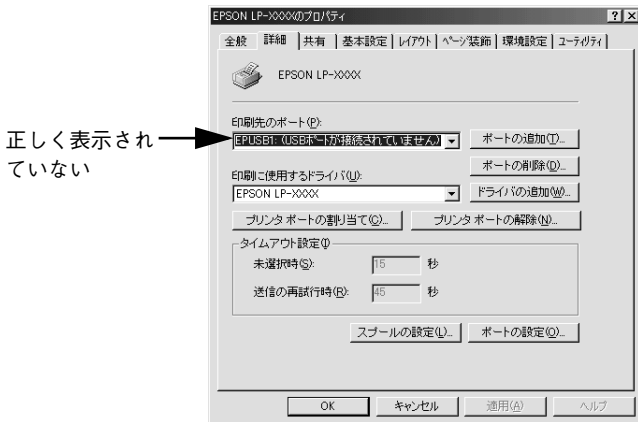 EPSON LP-XXXXのプロパティ
全般 詳細 共有 基本設定 レイアウト ページ装飾 環境設定 ユーティリティ
EPSON LP-XXXX
印刷先のポート(P):
EPUSB1: (USBポートが接続されていません) ポートの追加(T)...
ポートの削除(D)...
印刷に使用するドライバ(U):
EPSON LP-XXXX ドライバの追加(W)...
プリンタ ポートの割り当て(C)... プリンタ ポートの解除(N)...
タイムアウト設定
未選択時(S): 15 秒
送信の再試行時(R): 45 秒
スプールの設定(L)... ポートの設定(O)...
OK キャンセル 適用(A) ヘルプ
正しく表示され
ていない